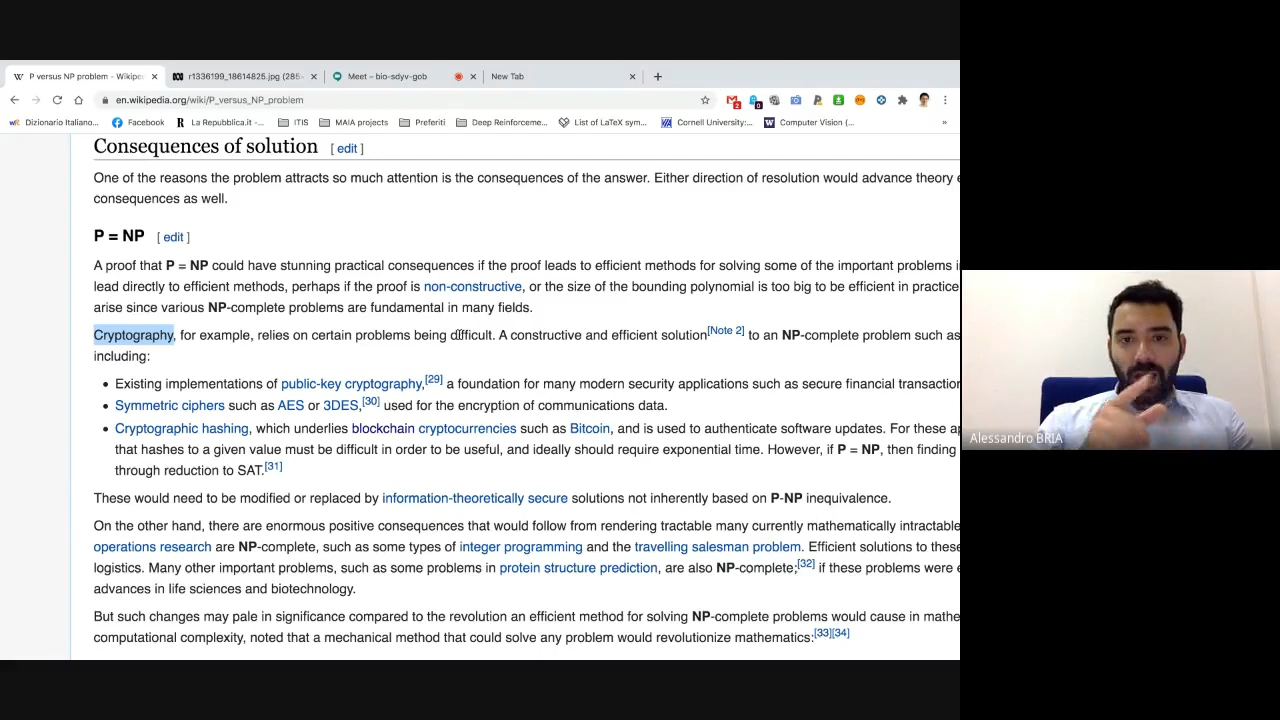 P versus NP problem - Wikipe
r1336199_18614825.jpg (285×
Meet – bio-sdyv-gob
New Tab
en.wikipedia.org/wiki/P_versus_NP_problem
Dizionario Italiano... Facebook La Repubblica.it -... ITIS MAIA projects Preferiti Deep Reinforceme... List of LaTeX sym... Cornell University:... Computer Vision (... »
Consequences of solution [ edit ]
One of the reasons the problem attracts so much attention is the consequences of the answer. Either direction of resolution would advance theory
consequences as well.
P = NP [ edit ]
A proof that P = NP could have stunning practical consequences if the proof leads to efficient methods for solving some of the important problems
lead directly to efficient methods, perhaps if the proof is non-constructive, or the size of the bounding polynomial is too big to be efficient in practice
arise since various NP-complete problems are fundamental in many fields.
Cryptography, for example, relies on certain problems being difficult. A constructive and efficient solution[Note 2] to an NP-complete problem such as
including:
• Existing implementations of public-key cryptography,[29] a foundation for many modern security applications such as secure financial transaction
• Symmetric ciphers such as AES or 3DES,[30] used for the encryption of communications data.
• Cryptographic hashing, which underlies blockchain cryptocurrencies such as Bitcoin, and is used to authenticate software updates. For these ap
that hashes to a given value must be difficult in order to be useful, and ideally should require exponential time. However, if P = NP, then finding
through reduction to SAT.[31]
These would need to be modified or replaced by information-theoretically secure solutions not inherently based on P-NP inequivalence.
On the other hand, there are enormous positive consequences that would follow from rendering tractable many currently mathematically intractable
operations research are NP-complete, such as some types of integer programming and the travelling salesman problem. Efficient solutions to these
logistics. Many other important problems, such as some problems in protein structure prediction, are also NP-complete;[32] if these problems were e
advances in life sciences and biotechnology.
But such changes may pale in significance compared to the revolution an efficient method for solving NP-complete problems would cause in mathe
computational complexity, noted that a mechanical method that could solve any problem would revolutionize mathematics:[33][34]
Alessandro BRIA